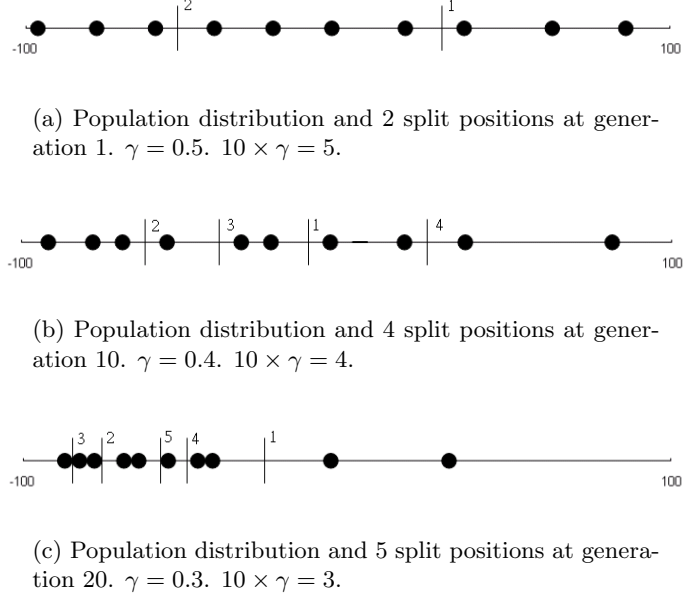 2 1
-100 100
(a) Population distribution and 2 split positions at gener-
ation 1. γ = 0.5. 10 × γ = 5.
2 3 1 4
-100 100
(b) Population distribution and 4 split positions at gener-
ation 10. γ = 0.4. 10 × γ = 4.
3 2 5 4 1
-100 100
(c) Population distribution and 5 split positions at genera-
tion 20. γ = 0.3. 10 × γ = 3.